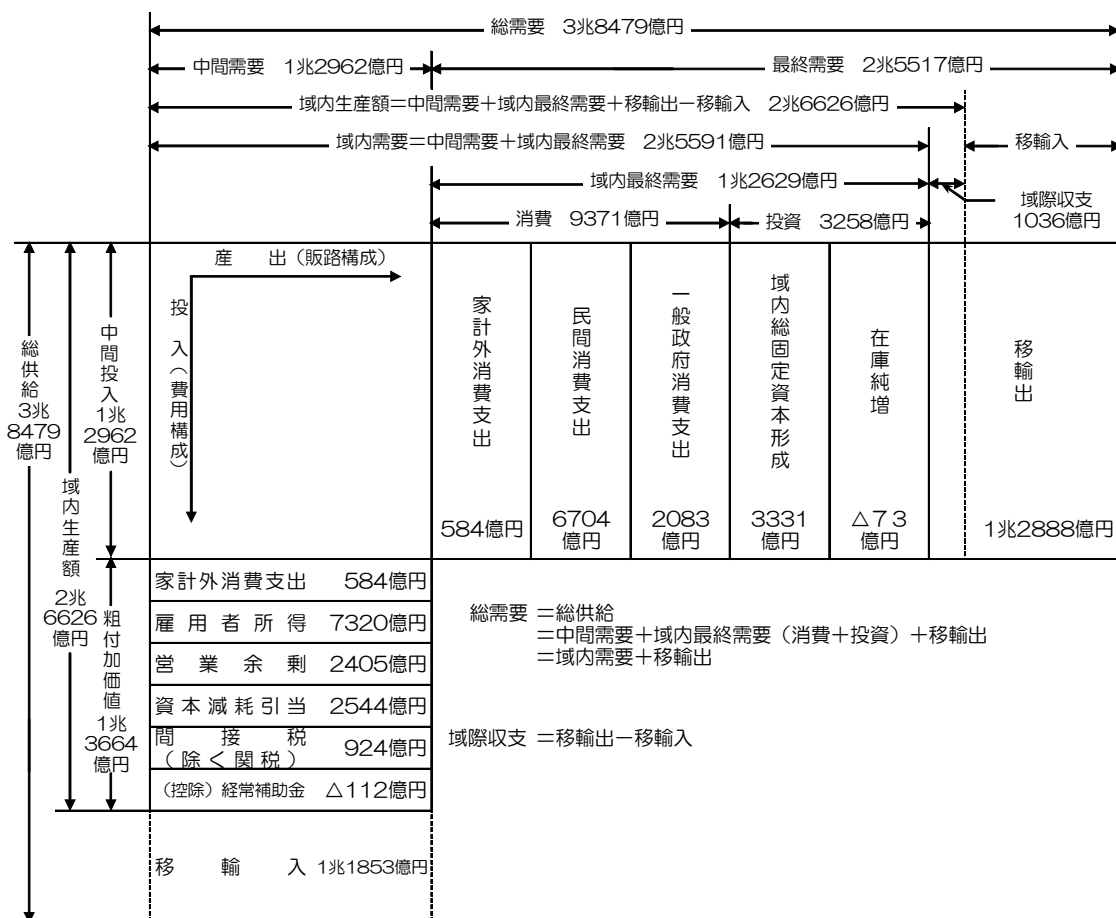 総需要 3兆8479億円
中間需要 1兆2962億円
最終需要 2兆5517億円
域内生産額＝中間需要＋域内最終需要＋移輸出－移輸入 2兆6626億円
域内需要＝中間需要＋域内最終需要 2兆5591億円
移輸入
域内最終需要 1兆2629億円
域際収支
1036億円
消費 9371億円
投資 3258億円
産 出（販路構成）
投入（費用構成）
総供給
3兆
8479
億円
域内生産額
2兆
6626
億円
中間投入
1兆
2962
億円
粗付加価値
1兆
3664
億円
家計外消費支出
584億円
民間消費支出
6704
億円
一般政府消費支出
2083
億円
域内総固定資本形成
3331
億円
在庫純増
△73
億円
移輸出
1兆2888億円
家計外消費支出 584億円
雇用者所得 7320億円
営業余剰 2405億円
資本減耗引当 2544億円
間接税
（除く関税） 924億円
（控除）経常補助金 △112億円
移輸入 1兆1853億円
総需要 ＝総供給
＝中間需要＋域内最終需要（消費＋投資）＋移輸出
＝域内需要＋移輸出
域際収支 ＝移輸出－移輸入